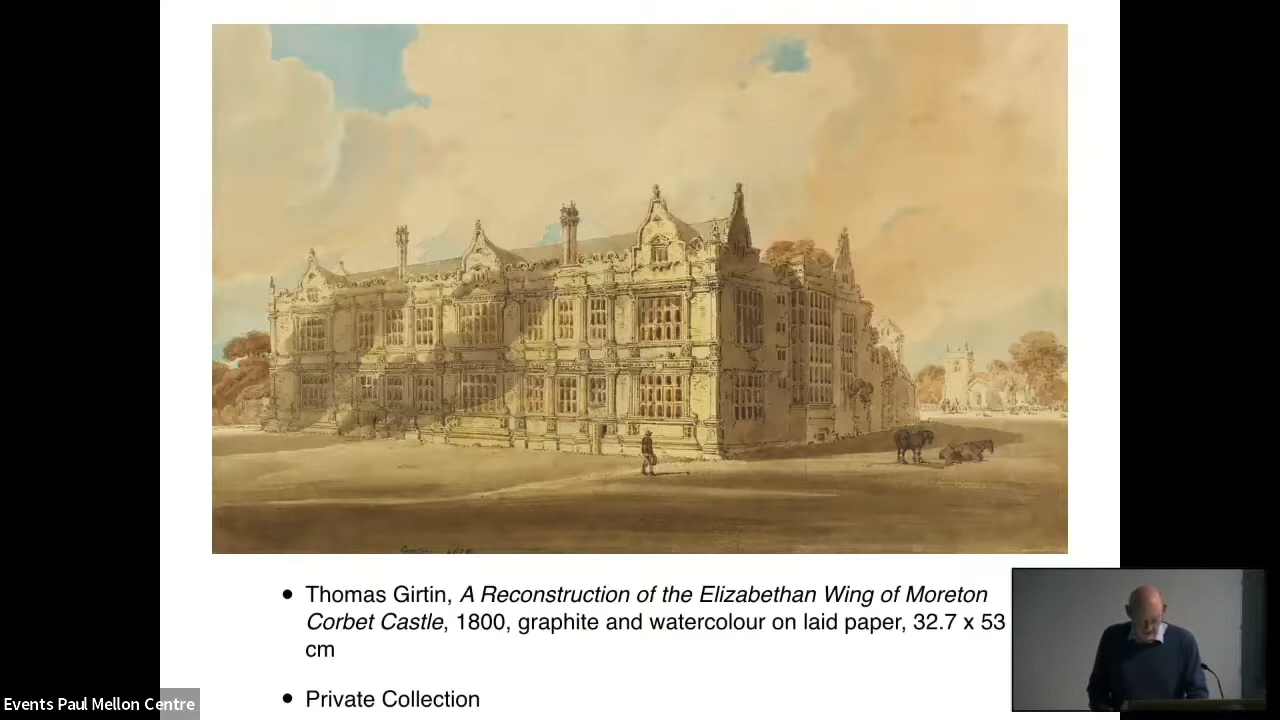 Thomas Girtin, A Reconstruction of the Elizabethan Wing of Moreton
Corbet Castle, 1800, graphite and watercolour on laid paper, 32.7 x 53
cm
Private Collection
Events Paul Mellon Centre